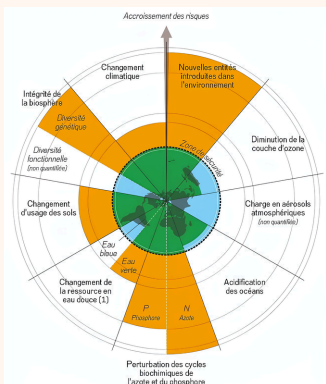 Accroissement des risques
Changement
climatique
Nouvelles entités
introduites dans
l'environnement
Intégrité de
la biosphère
Diversité
génétique
Zone de sécurité
Diminution de la
couche d'ozone
Diversité
fonctionnelle
(non quantifiée)
Changement
d'usage des sols
Charge en aérosols
atmosphériques
(non quantifiée)
Eau
bleue
Eau
verte
Changement de
la ressource en
eau douce (1)
Acidification
des océans
P
Phosphore
N
Azote
Perturbation des cycles
biochimiques de
l'azote et du phosphore